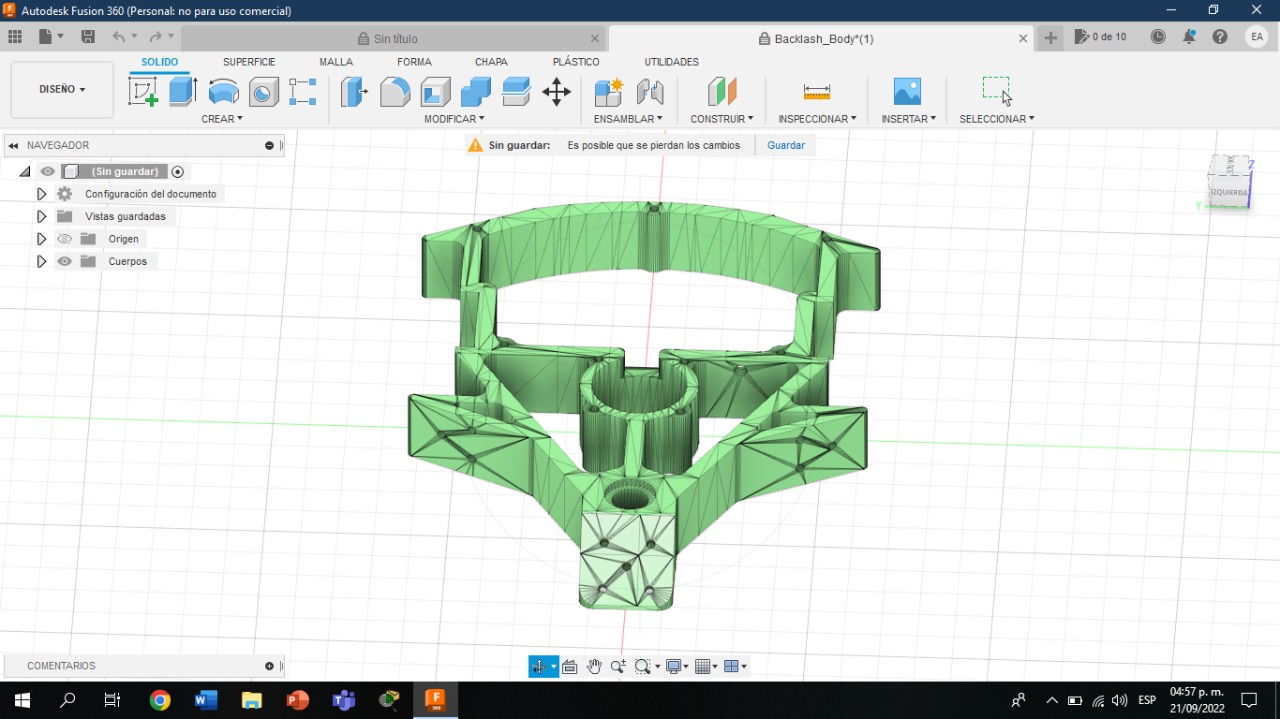 Autodesk Fusion 360 (Personal: no para uso comercial)
Sin título
Backlash_Body*(1)
0 de 10
EA
DISEÑO
SOLIDO
SUPERFICIE
MALLA
FORMA
CHAPA
PLÁSTICO
UTILIDADES
CREAR
MODIFICAR
ENSAMBLAR
CONSTRUIR
INSPECCIONAR
INSERTAR
SELECCIONAR
NAVEGADOR
Sin guardar: Es posible que se pierdan los cambios Guardar
(Sin guardar)
Configuración del documento
Vistas guardadas
Origen
Cuerpos
Z
IZQUIERDA
Y
COMENTARIOS
ESP
04:57 p. m.
21/09/2022